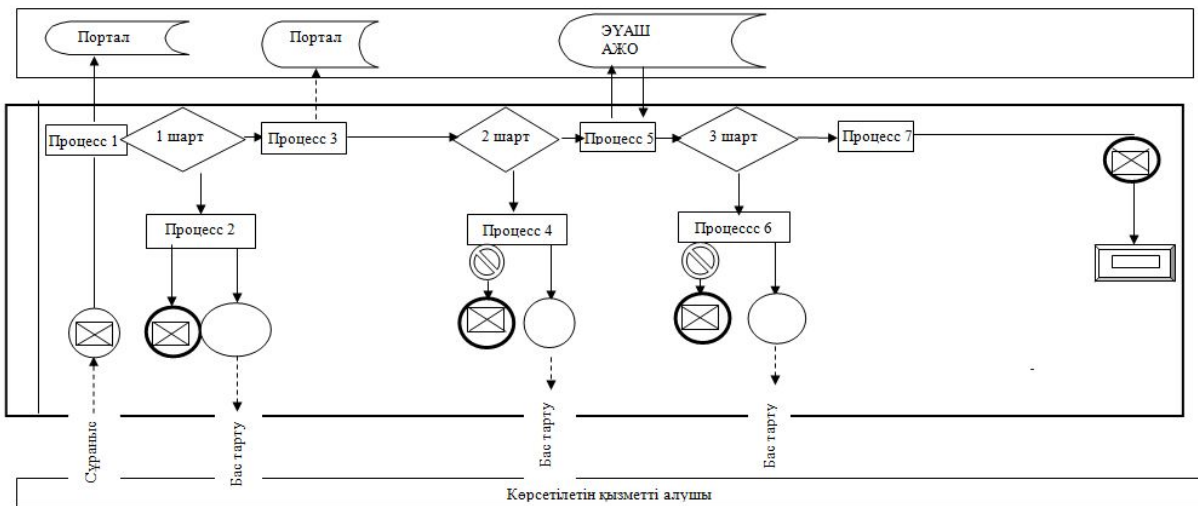 Портал
Портал
ЭҮАШ
АЖО
Процесс 1
1 шарт
Процесс 3
2 шарт
Процесс 5
3 шарт
Процесс 7
Процесс 2
Процесс 4
Процессс 6
Сұраныс
Бас тарту
Бас тарту
Бас тарту
Көрсетілетін қызметті алушы